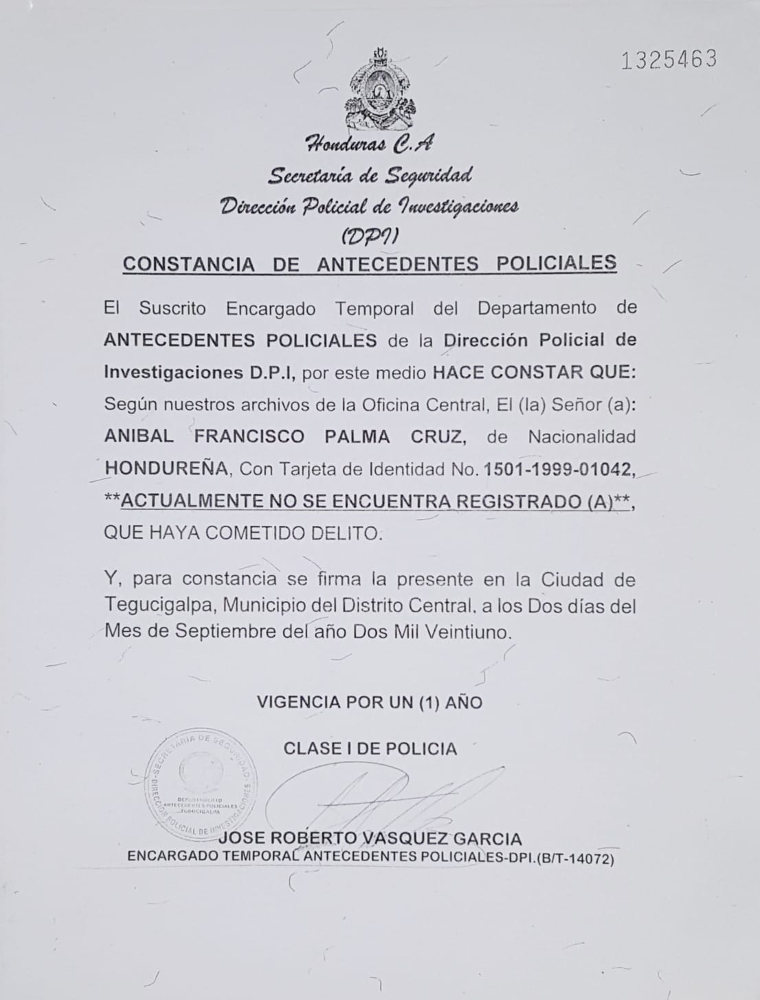 1325463
Honduras C.A
Secretaría de Seguridad
Dirección Policial de Investigaciones
(DPI)
CONSTANCIA DE ANTECEDENTES POLICIALES
El Suscrito Encargado Temporal del Departamento de
ANTECEDENTES POLICIALES de la Dirección Policial de
Investigaciones D.P.I, por este medio HACE CONSTAR QUE:
Según nuestros archivos de la Oficina Central, El (la) Señor (a):
ANIBAL FRANCISCO PALMA CRUZ, de Nacionalidad
HONDUREÑA, Con Tarjeta de Identidad No. 1501-1999-01042,
**ACTUALMENTE NO SE ENCUENTRA REGISTRADO (A)**,
QUE HAYA COMETIDO DELITO.
Y, para constancia se firma la presente en la Ciudad de
Tegucigalpa, Municipio del Distrito Central. a los Dos días del
Mes de Septiembre del año Dos Mil Veintiuno.
VIGENCIA POR UN (1) AÑO
CLASE I DE POLICIA
SECRETARIA DE SEGURIDAD
DIRECCION POLICIAL DE INVESTIGACIONES
DEPARTAMENTO
ANTECEDENTES POLICIALES
TEGUCIGALPA
JOSE ROBERTO VASQUEZ GARCIA
ENCARGADO TEMPORAL ANTECEDENTES POLICIALES-DPI.(B/T-14072)